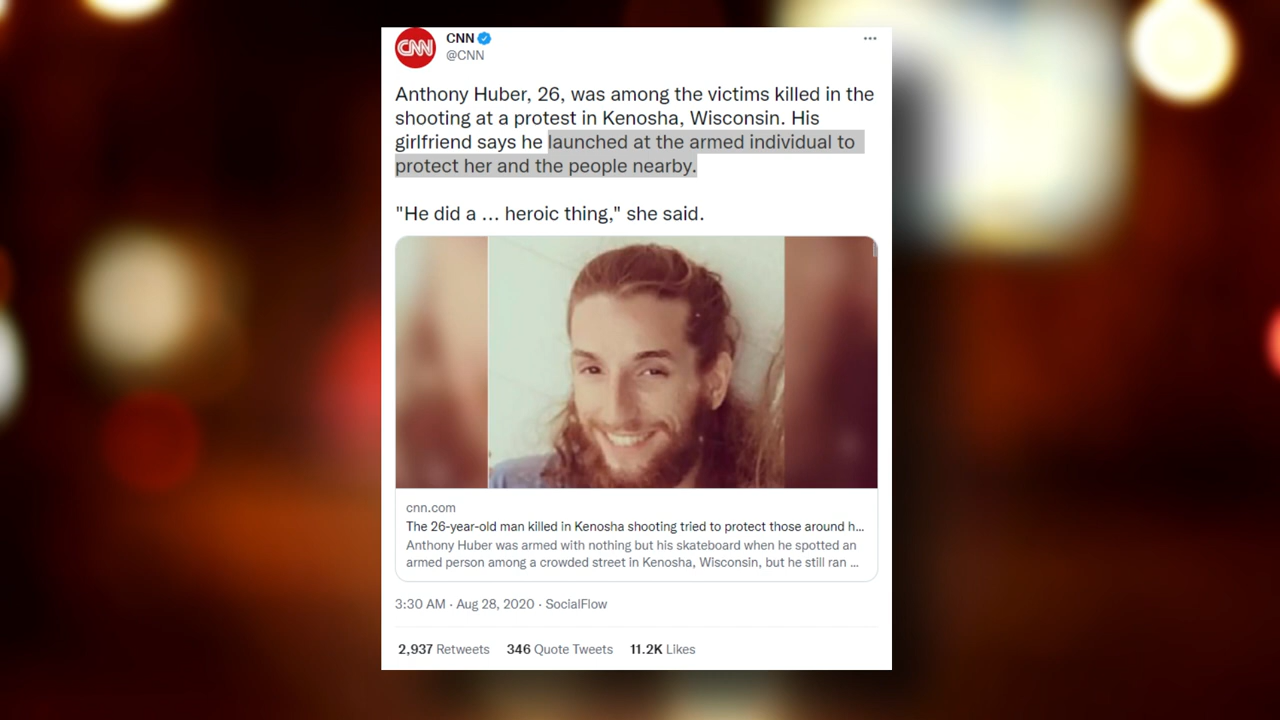 CNN
CNN
@CNN
Anthony Huber, 26, was among the victims killed in the
shooting at a protest in Kenosha, Wisconsin. His
girlfriend says he launched at the armed individual to
protect her and the people nearby.
"He did a ... heroic thing," she said.
cnn.com
The 26-year-old man killed in Kenosha shooting tried to protect those around h...
Anthony Huber was armed with nothing but his skateboard when he spotted an
armed person among a crowded street in Kenosha, Wisconsin, but he still ran ...
3:30 AM · Aug 28, 2020 · SocialFlow
2,937 Retweets 346 Quote Tweets 11.2K Likes